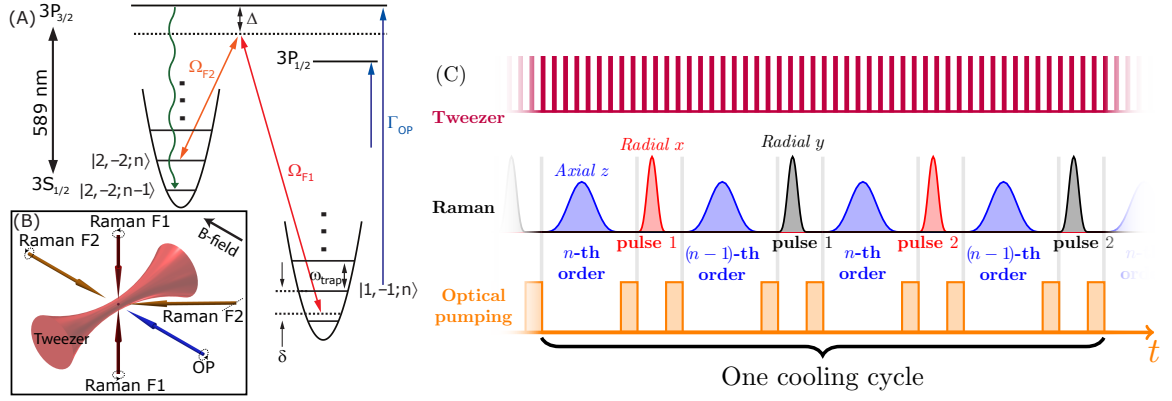 (A)
3P3/2
Δ
3P1/2
589 nm
ΩF2
ΓOP
|2,−2;n⟩
|2,−2;n−1⟩
3S1/2
ΩF1
ωtrap
|1,−1;n⟩
δ
(B)
Raman F1
B-field
Raman F2
Raman F2
Tweezer
OP
Raman F1
(C)
Tweezer
Radial x
Radial y
Axial z
Raman
pulse 1
pulse 1
pulse 2
pulse 2
n-th
order
(n − 1)-th
order
n-th
order
(n − 1)-th
order
n-th
Optical
pumping
t
One cooling cycle